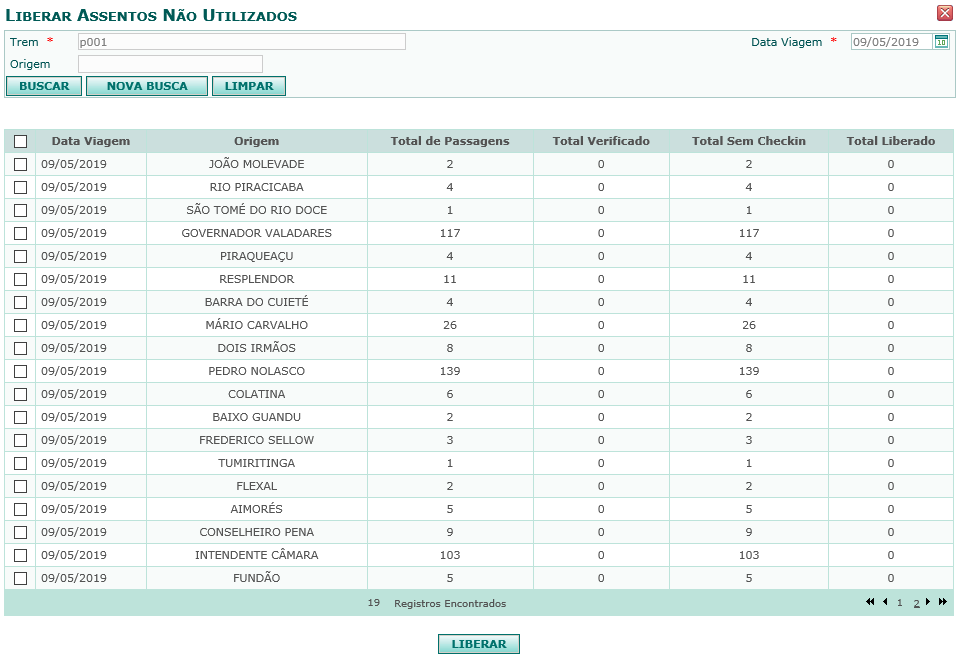 LIBERAR ASSENTOS NÃO UTILIZADOS
Trem * p001 Data Viagem * 09/05/2019 10
Origem
BUSCAR NOVA BUSCA LIMPAR
Data Viagem Origem Total de Passagens Total Verificado Total Sem Checkin Total Liberado
09/05/2019 JOÃO MOLEVADE 2 0 2 0
09/05/2019 RIO PIRACICABA 4 0 4 0
09/05/2019 SÃO TOMÉ DO RIO DOCE 1 0 1 0
09/05/2019 GOVERNADOR VALADARES 117 0 117 0
09/05/2019 PIRAQUEAÇU 4 0 4 0
09/05/2019 RESPLENDOR 11 0 11 0
09/05/2019 BARRA DO CUIETÉ 4 0 4 0
09/05/2019 MÁRIO CARVALHO 26 0 26 0
09/05/2019 DOIS IRMÃOS 8 0 8 0
09/05/2019 PEDRO NOLASCO 139 0 139 0
09/05/2019 COLATINA 6 0 6 0
09/05/2019 BAIXO GUANDU 2 0 2 0
09/05/2019 FREDERICO SELLOW 3 0 3 0
09/05/2019 TUMIRITINGA 1 0 1 0
09/05/2019 FLEXAL 2 0 2 0
09/05/2019 AIMORÉS 5 0 5 0
09/05/2019 CONSELHEIRO PENA 9 0 9 0
09/05/2019 INTENDENTE CÂMARA 103 0 103 0
09/05/2019 FUNDÃO 5 0 5 0
19 Registros Encontrados 1 2
LIBERAR